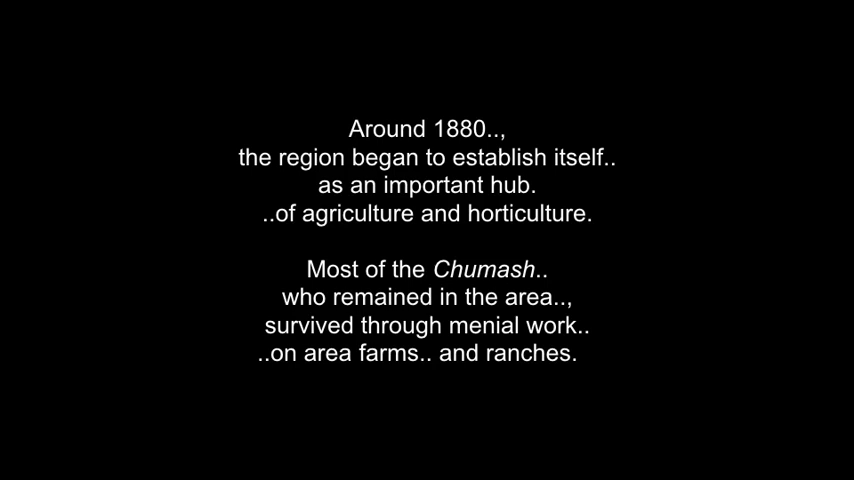 Around 1880..,
the region began to establish itself..
as an important hub.
..of agriculture and horticulture.
Most of the Chumash..
who remained in the area..,
survived through menial work..
..on area farms.. and ranches.